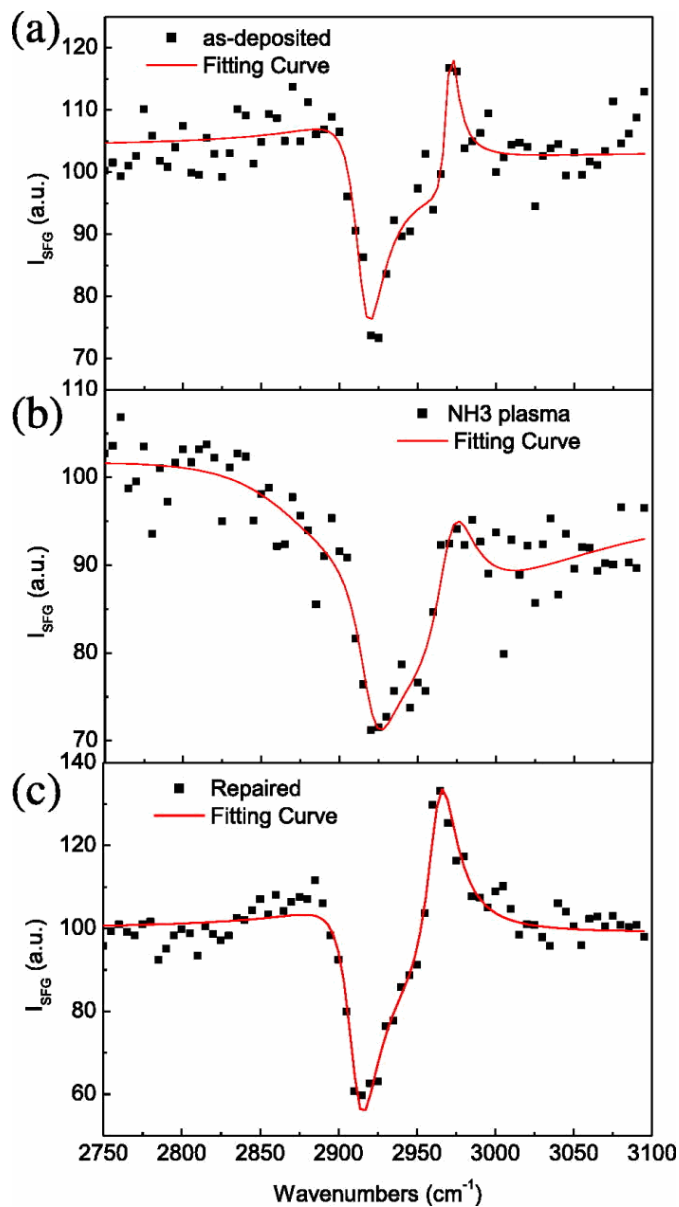 (a)
as-deposited
Fitting Curve
120
110
100
90
80
70
I_SFG (a.u.)
110
(b)
NH3 plasma
Fitting Curve
100
90
80
70
I_SFG (a.u.)
140
(c)
Repaired
Fitting Curve
120
100
80
60
I_SFG (a.u.)
2750 2800 2850 2900 2950 3000 3050 3100
Wavenumbers (cm⁻¹)